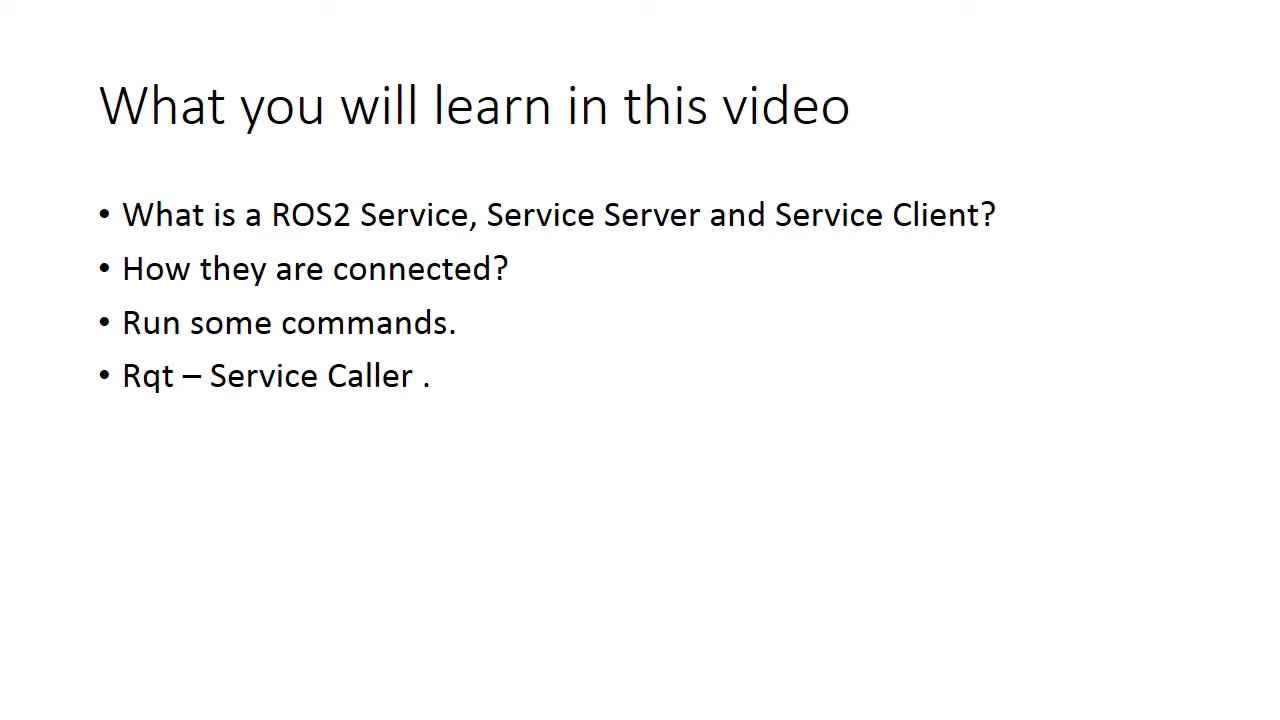 What you will learn in this video
• What is a ROS2 Service, Service Server and Service Client?
• How they are connected?
• Run some commands.
• Rqt – Service Caller .